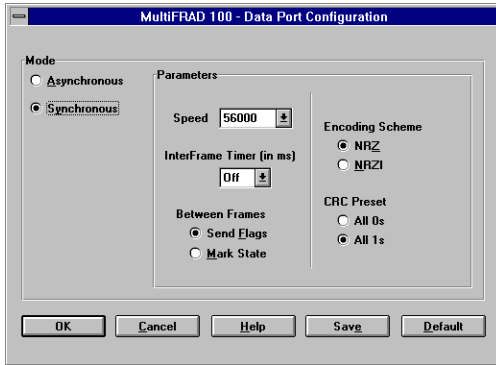 MultiFRAD 100 - Data Port Configuration
Mode
Asynchronous
Synchronous
Parameters
Speed 56000
InterFrame Timer (in ms)
Off
Between Frames
Send Flags
Mark State
Encoding Scheme
NRZ
NRZI
CRC Preset
All 0s
All 1s
OK Cancel Help Save Default